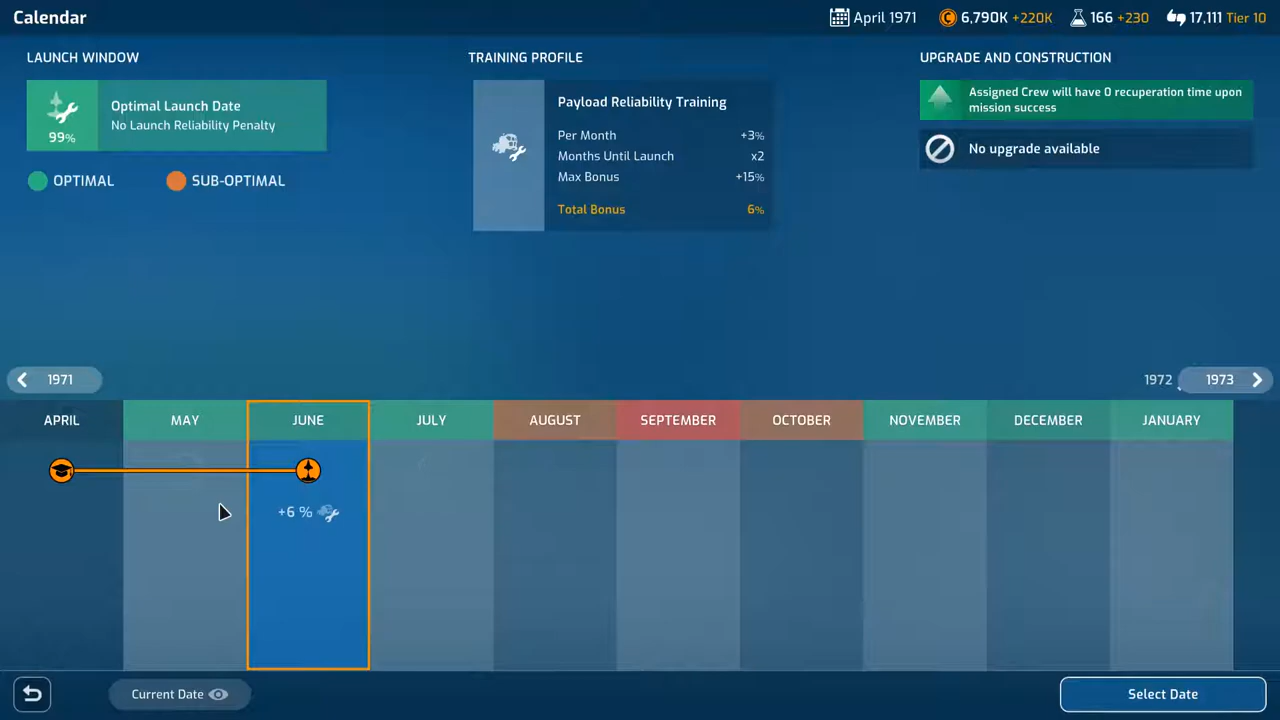 Calendar
April 1971
6,790K +220K
166 +230
17,111 Tier 10
LAUNCH WINDOW
99%
Optimal Launch Date
No Launch Reliability Penalty
OPTIMAL
SUB-OPTIMAL
TRAINING PROFILE
Payload Reliability Training
Per Month +3%
Months Until Launch x2
Max Bonus +15%
Total Bonus 6%
UPGRADE AND CONSTRUCTION
Assigned Crew will have 0 recuperation time upon
mission success
No upgrade available
1971
1972
1973
APRIL MAY JUNE JULY AUGUST SEPTEMBER OCTOBER NOVEMBER DECEMBER JANUARY
+6 %
Current Date
Select Date